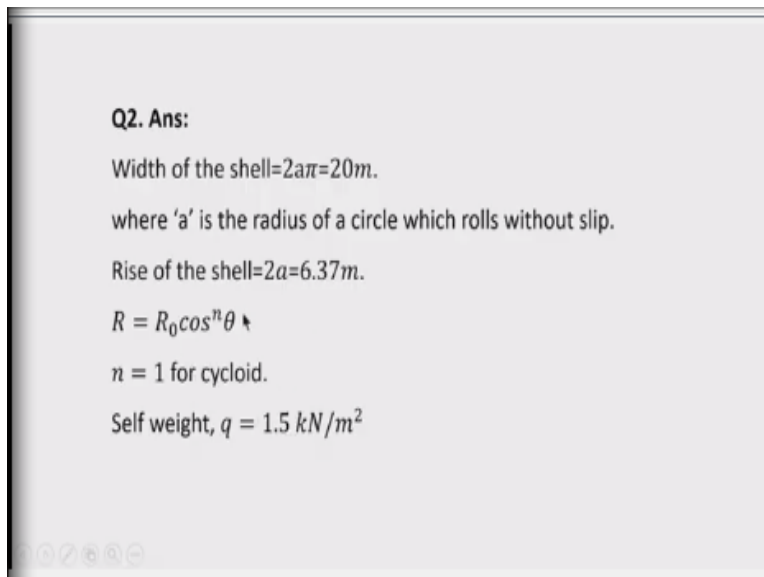 Q2. Ans:
Width of the shell=2aπ=20m.
where ‘a’ is the radius of a circle which rolls without slip.
Rise of the shell=2a=6.37m.
R = R₀cosⁿθ
n = 1 for cycloid.
Self weight, q = 1.5 kN/m²